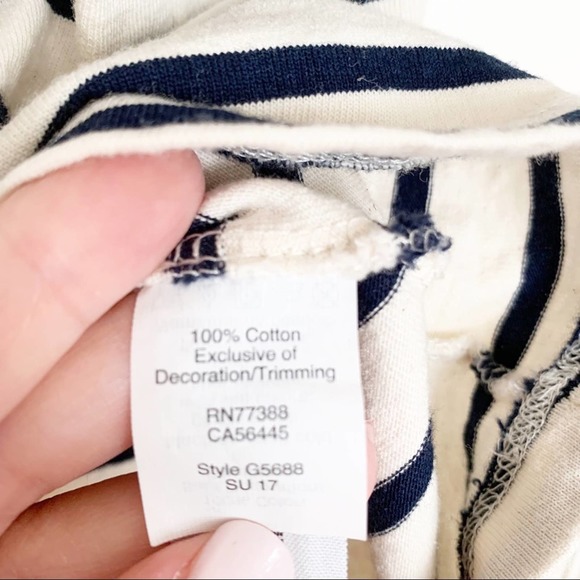 100% Cotton
Exclusive of
Decoration/Trimming
RN77388
CA56445
Style G5688
SU 17